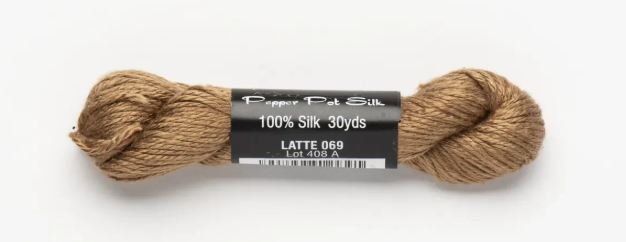 Pepper Pot Silk
100% Silk 30yds
LATTE 069
Lot 408 A